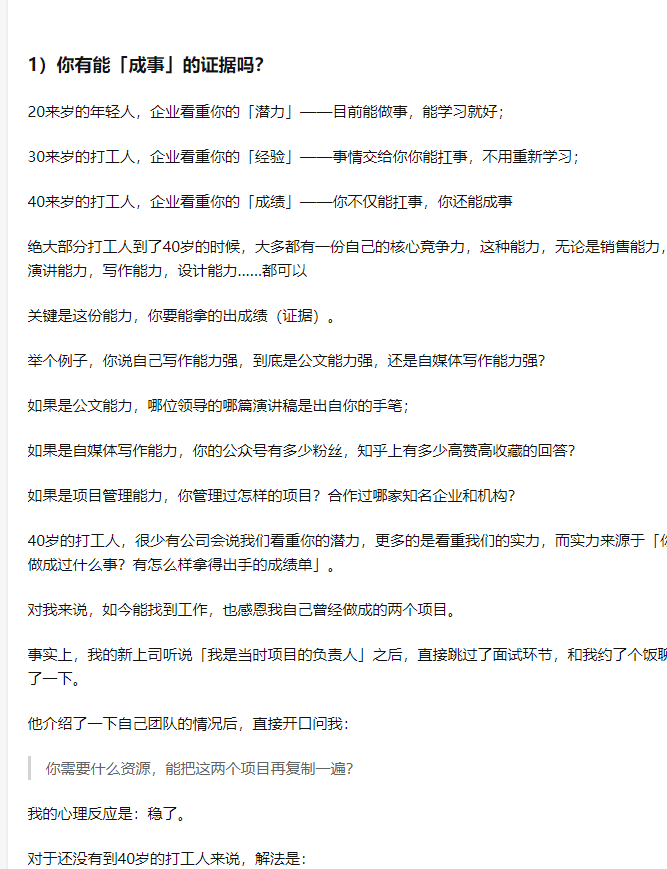 1）你有能「成事」的证据吗？
20来岁的年轻人，企业看重你的「潜力」——目前能做事，能学习就好；
30来岁的打工人，企业看重你的「经验」——事情交给你你能扛事，不用重新学习；
40来岁的打工人，企业看重你的「成绩」——你不仅能扛事，你还能成事
绝大部分打工人到了40岁的时候，大多都有一份自己的核心竞争力，这种能力，无论是销售能力，
演讲能力，写作能力，设计能力……都可以
关键是这份能力，你要能拿的出成绩（证据）。
举个例子，你说自己写作能力强，到底是公文能力强，还是自媒体写作能力强？
如果是公文能力，哪位领导的哪篇演讲稿是出自你的手笔；
如果是自媒体写作能力，你的公众号有多少粉丝，知乎上有多少高赞高收藏的回答？
如果是项目管理能力，你管理过怎样的项目？合作过哪家知名企业和机构？
40岁的打工人，很少有公司会说我们看重你的潜力，更多的是看重我们的实力，而实力来源于「你
做成过什么事？有怎么样拿得出手的成绩单」。
对我来说，如今能找到工作，也感恩我自己曾经做成的两个项目。
事实上，我的新上司听说「我是当时项目的负责人」之后，直接跳过了面试环节，和我约了个饭聊
了一下。
他介绍了一下自己团队的情况后，直接开口问我：
你需要什么资源，能把这两个项目再复制一遍？
我的心理反应是：稳了。
对于还没有到40岁的打工人来说，解法是：